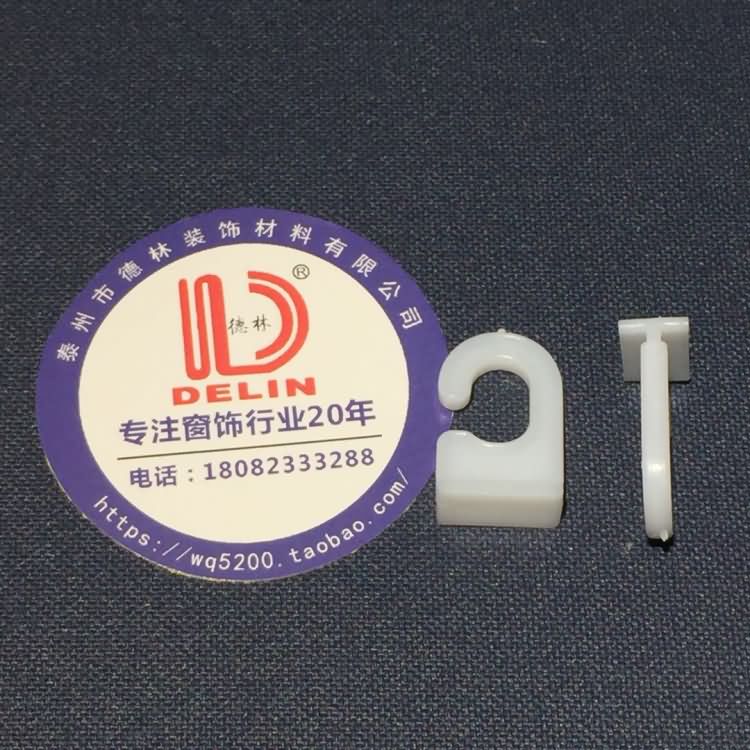 泰州市德林装饰材料有限公司
®
德林
DELIN
专注窗饰行业20年
电话：18082333288
https://wq5200.taobao.com/